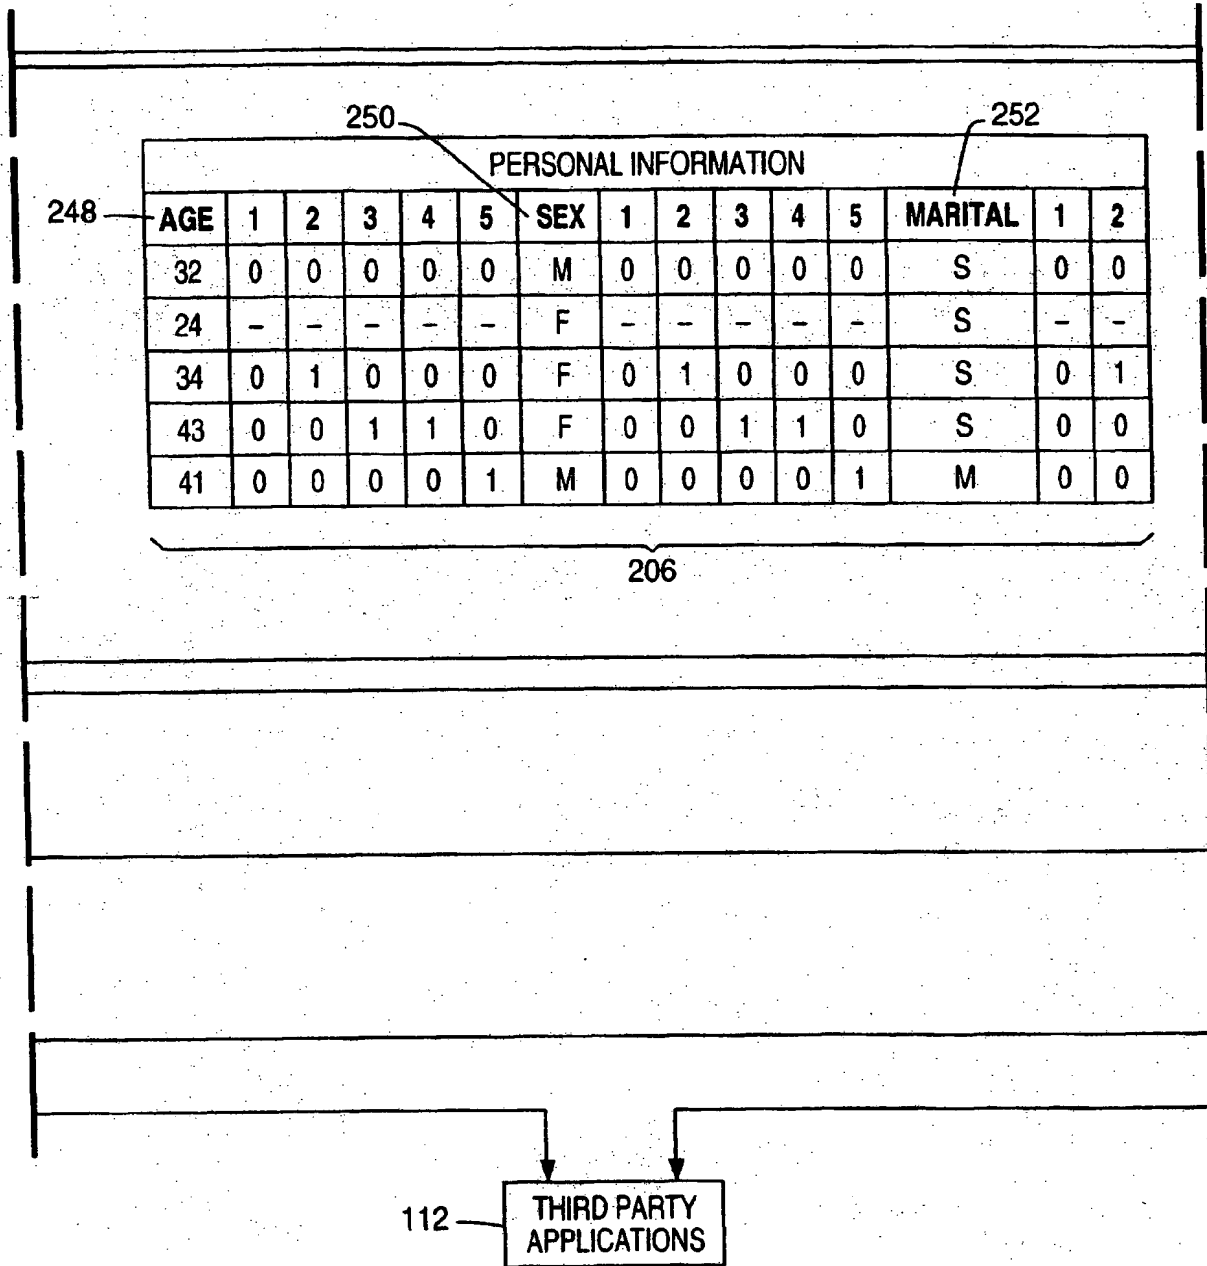 250 252
PERSONAL INFORMATION
248 AGE 1 2 3 4 5 SEX 1 2 3 4 5 MARITAL 1 2
32 0 0 0 0 0 M 0 0 0 0 0 S 0 0
24 – – – – – F – – – – – S – –
34 0 1 0 0 0 F 0 1 0 0 0 S 0 1
43 0 0 1 1 0 F 0 0 1 1 0 S 0 0
41 0 0 0 0 1 M 0 0 0 0 1 M 0 0
206
112 THIRD PARTY
APPLICATIONS